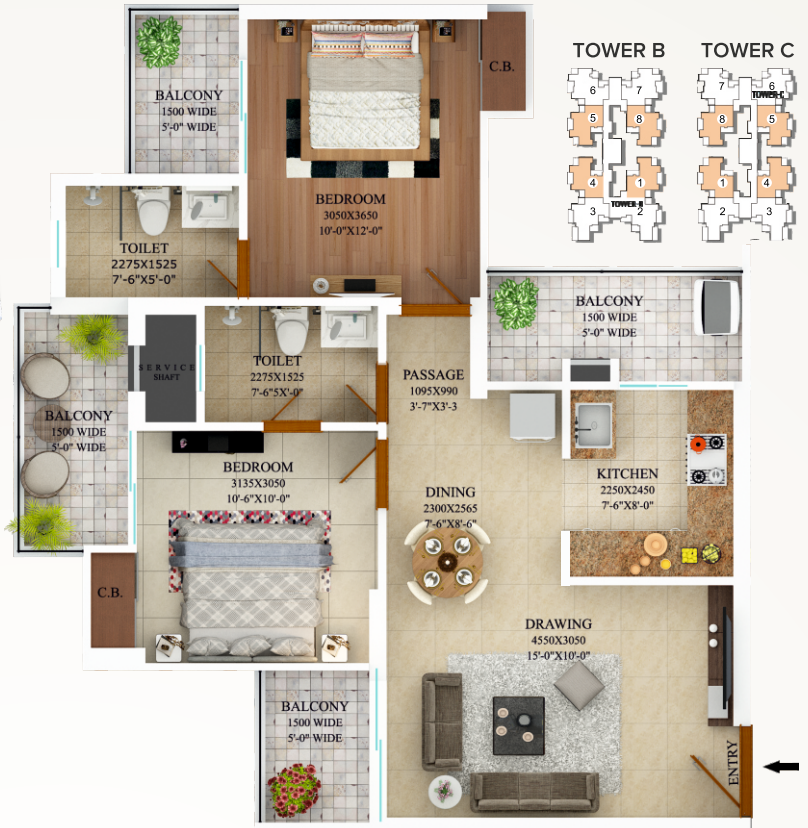 TOWER B
6
7
5
8
4
1
TOWER-B
3
2
TOWER C
7
6
TOWER-C
8
5
1
4
2
3
BALCONY
1500 WIDE
5'-0" WIDE
C.B.
BEDROOM
3050X3650
10'-0"X12'-0"
TOILET
2275X1525
7'-6"X5'-0"
BALCONY
1500 WIDE
5'-0" WIDE
SERVICE
SHAFT
TOILET
2275X1525
7'-6"5X'-0"
PASSAGE
1095X990
3'-7"X3'-3
BALCONY
1500 WIDE
5'-0" WIDE
BEDROOM
3135X3050
10'-6"X10'-0"
DINING
2300X2565
7'-6"X8'-6"
KITCHEN
2250X2450
7'-6"X8'-0"
C.B.
DRAWING
4550X3050
15'-0"X10'-0"
BALCONY
1500 WIDE
5'-0" WIDE
ENTRY